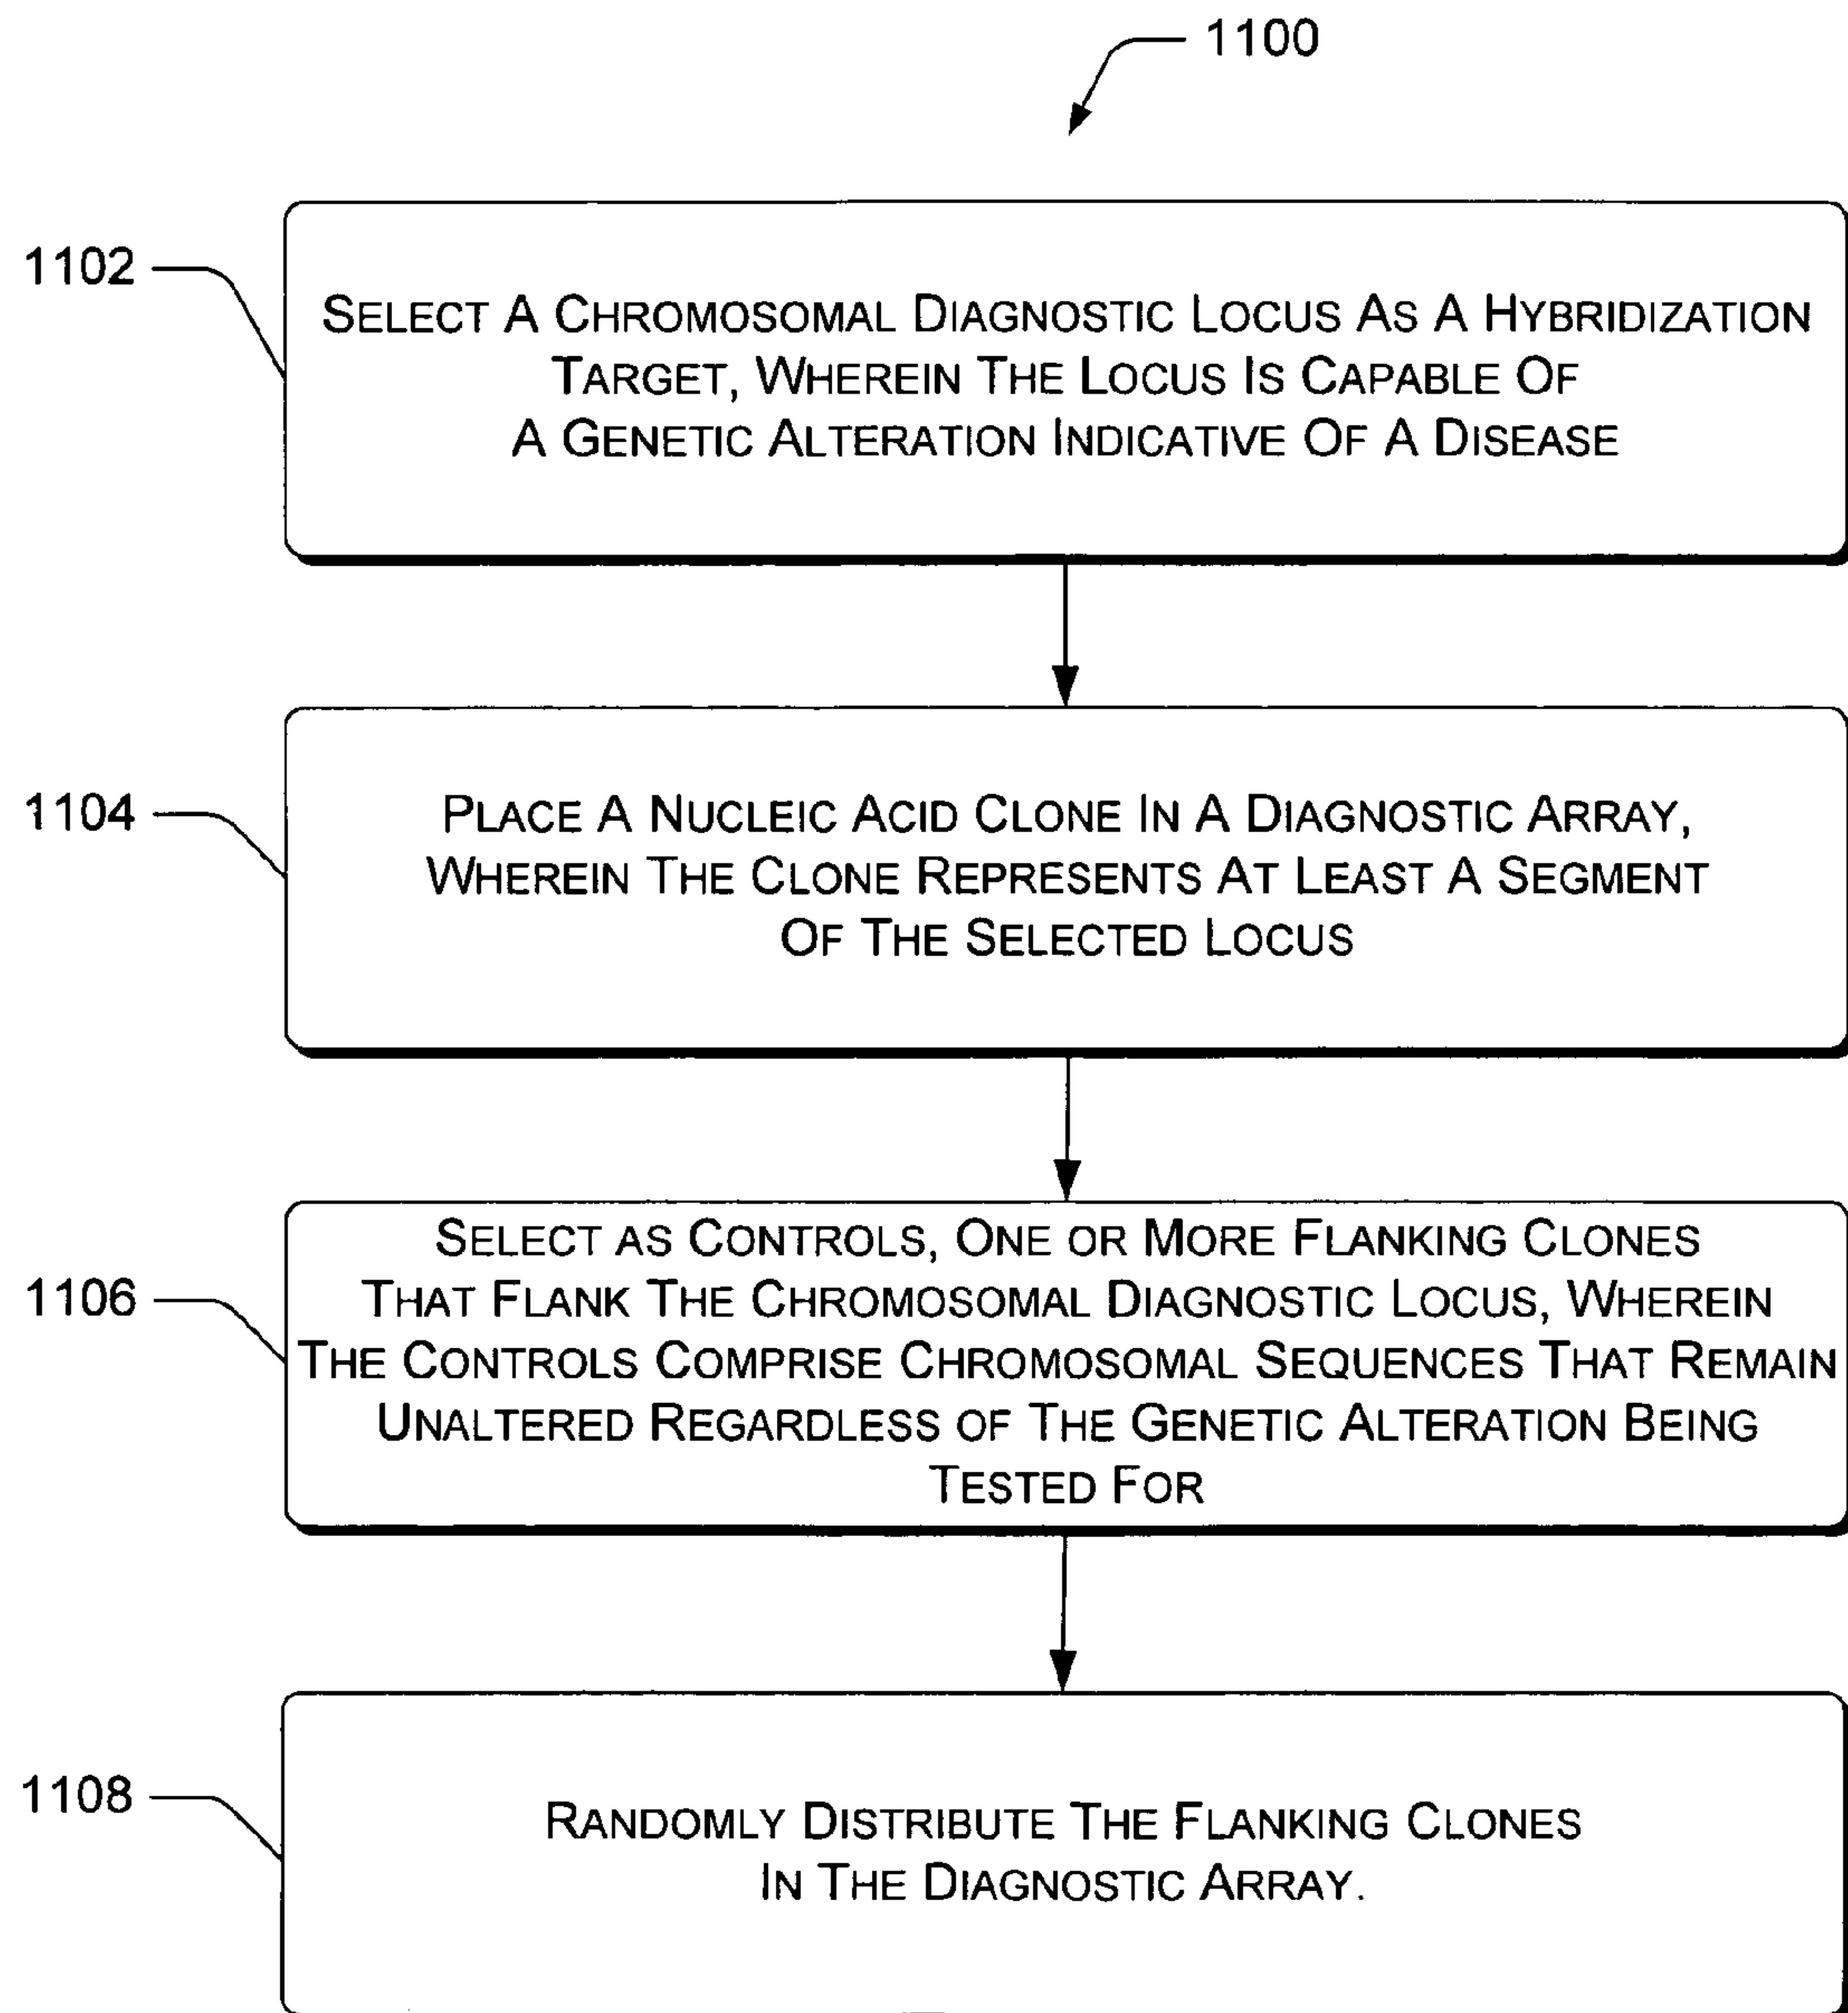 1100
1102
SELECT A CHROMOSOMAL DIAGNOSTIC LOCUS AS A HYBRIDIZATION
TARGET, WHEREIN THE LOCUS IS CAPABLE OF
A GENETIC ALTERATION INDICATIVE OF A DISEASE
1104
PLACE A NUCLEIC ACID CLONE IN A DIAGNOSTIC ARRAY,
WHEREIN THE CLONE REPRESENTS AT LEAST A SEGMENT
OF THE SELECTED LOCUS
1106
SELECT AS CONTROLS, ONE OR MORE FLANKING CLONES
THAT FLANK THE CHROMOSOMAL DIAGNOSTIC LOCUS, WHEREIN
THE CONTROLS COMPRISE CHROMOSOMAL SEQUENCES THAT REMAIN
UNALTERED REGARDLESS OF THE GENETIC ALTERATION BEING
TESTED FOR
1108
RANDOMLY DISTRIBUTE THE FLANKING CLONES
IN THE DIAGNOSTIC ARRAY.